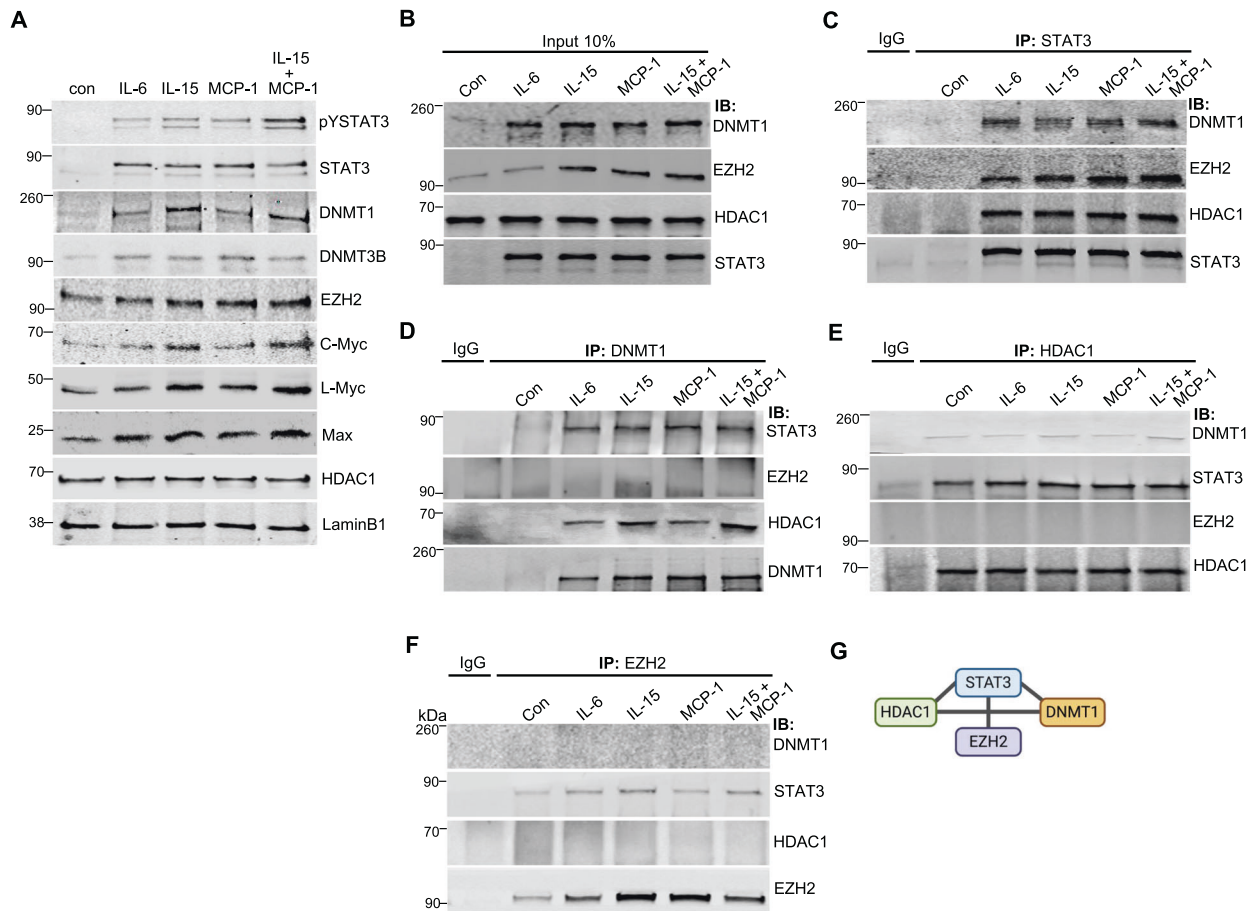 A
con IL-6 IL-15 MCP-1 IL-15 + MCP-1
90 pYSTAT3
90 STAT3
260 DNMT1
90 DNMT3B
90 EZH2
70 C-Myc
50 L-Myc
25 Max
70 HDAC1
38 LaminB1
B
Input 10%
Con IL-6 IL-15 MCP-1 IL-15 + MCP-1
IB:
260 DNMT1
90 EZH2
70 HDAC1
90 STAT3
C
IgG IP: STAT3
Con IL-6 IL-15 MCP-1 IL-15 + MCP-1
IB:
260 DNMT1
90 EZH2
70 HDAC1
90 STAT3
D
IgG IP: DNMT1
Con IL-6 IL-15 MCP-1 IL-15 + MCP-1
IB:
90 STAT3
90 EZH2
70 HDAC1
260 DNMT1
E
IgG IP: HDAC1
Con IL-6 IL-15 MCP-1 IL-15 + MCP-1
IB:
260 DNMT1
90 STAT3
90 EZH2
70 HDAC1
F
IgG IP: EZH2
kDa Con IL-6 IL-15 MCP-1 IL-15 + MCP-1
IB:
260 DNMT1
90 STAT3
70 HDAC1
90 EZH2
G
STAT3
HDAC1 DNMT1
EZH2